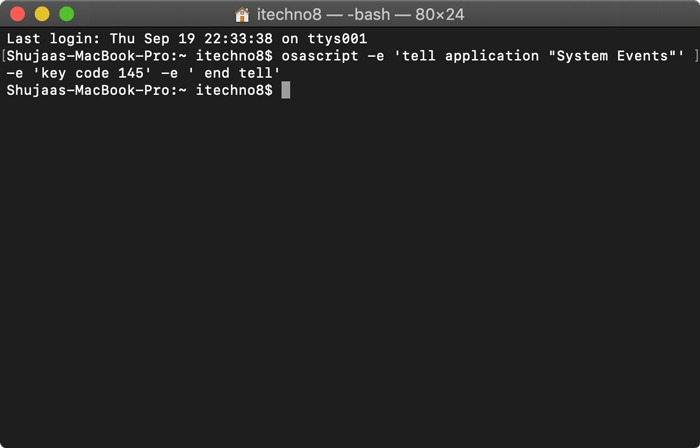 itechno8 — -bash — 80×24
Last login: Thu Sep 19 22:33:38 on ttys001
[Shujaas-MacBook-Pro:~ itechno8$ osascript -e 'tell application "System Events"' ]
-e 'key code 145' -e ' end tell'
Shujaas-MacBook-Pro:~ itechno8$